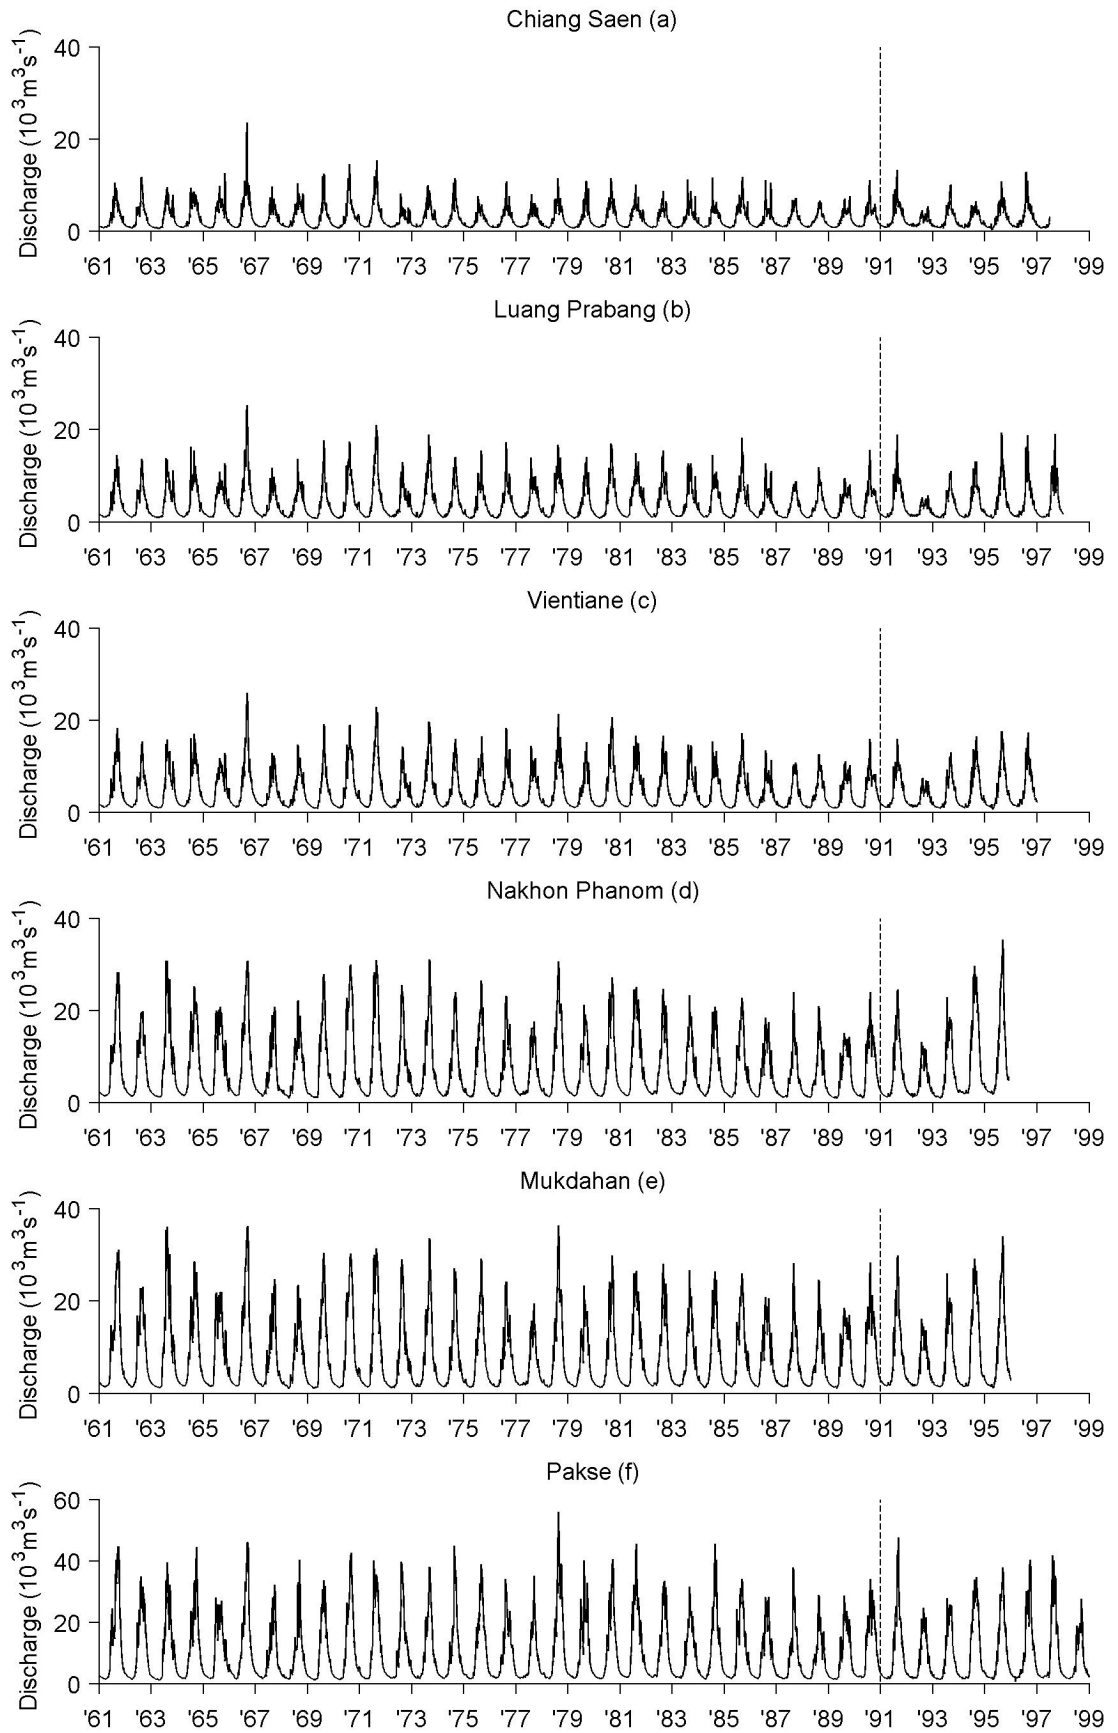 Chiang Saen (a)
Discharge (10³m³s⁻¹)
40
20
0
'61 '63 '65 '67 '69 '71 '73 '75 '77 '79 '81 '83 '85 '87 '89 '91 '93 '95 '97 '99
Luang Prabang (b)
Discharge (10³m³s⁻¹)
40
20
0
'61 '63 '65 '67 '69 '71 '73 '75 '77 '79 '81 '83 '85 '87 '89 '91 '93 '95 '97 '99
Vientiane (c)
Discharge (10³m³s⁻¹)
40
20
0
'61 '63 '65 '67 '69 '71 '73 '75 '77 '79 '81 '83 '85 '87 '89 '91 '93 '95 '97 '99
Nakhon Phanom (d)
Discharge (10³m³s⁻¹)
40
20
0
'61 '63 '65 '67 '69 '71 '73 '75 '77 '79 '81 '83 '85 '87 '89 '91 '93 '95 '97 '99
Mukdahan (e)
Discharge (10³m³s⁻¹)
40
20
0
'61 '63 '65 '67 '69 '71 '73 '75 '77 '79 '81 '83 '85 '87 '89 '91 '93 '95 '97 '99
Pakse (f)
Discharge (10³m³s⁻¹)
60
40
20
0
'61 '63 '65 '67 '69 '71 '73 '75 '77 '79 '81 '83 '85 '87 '89 '91 '93 '95 '97 '99